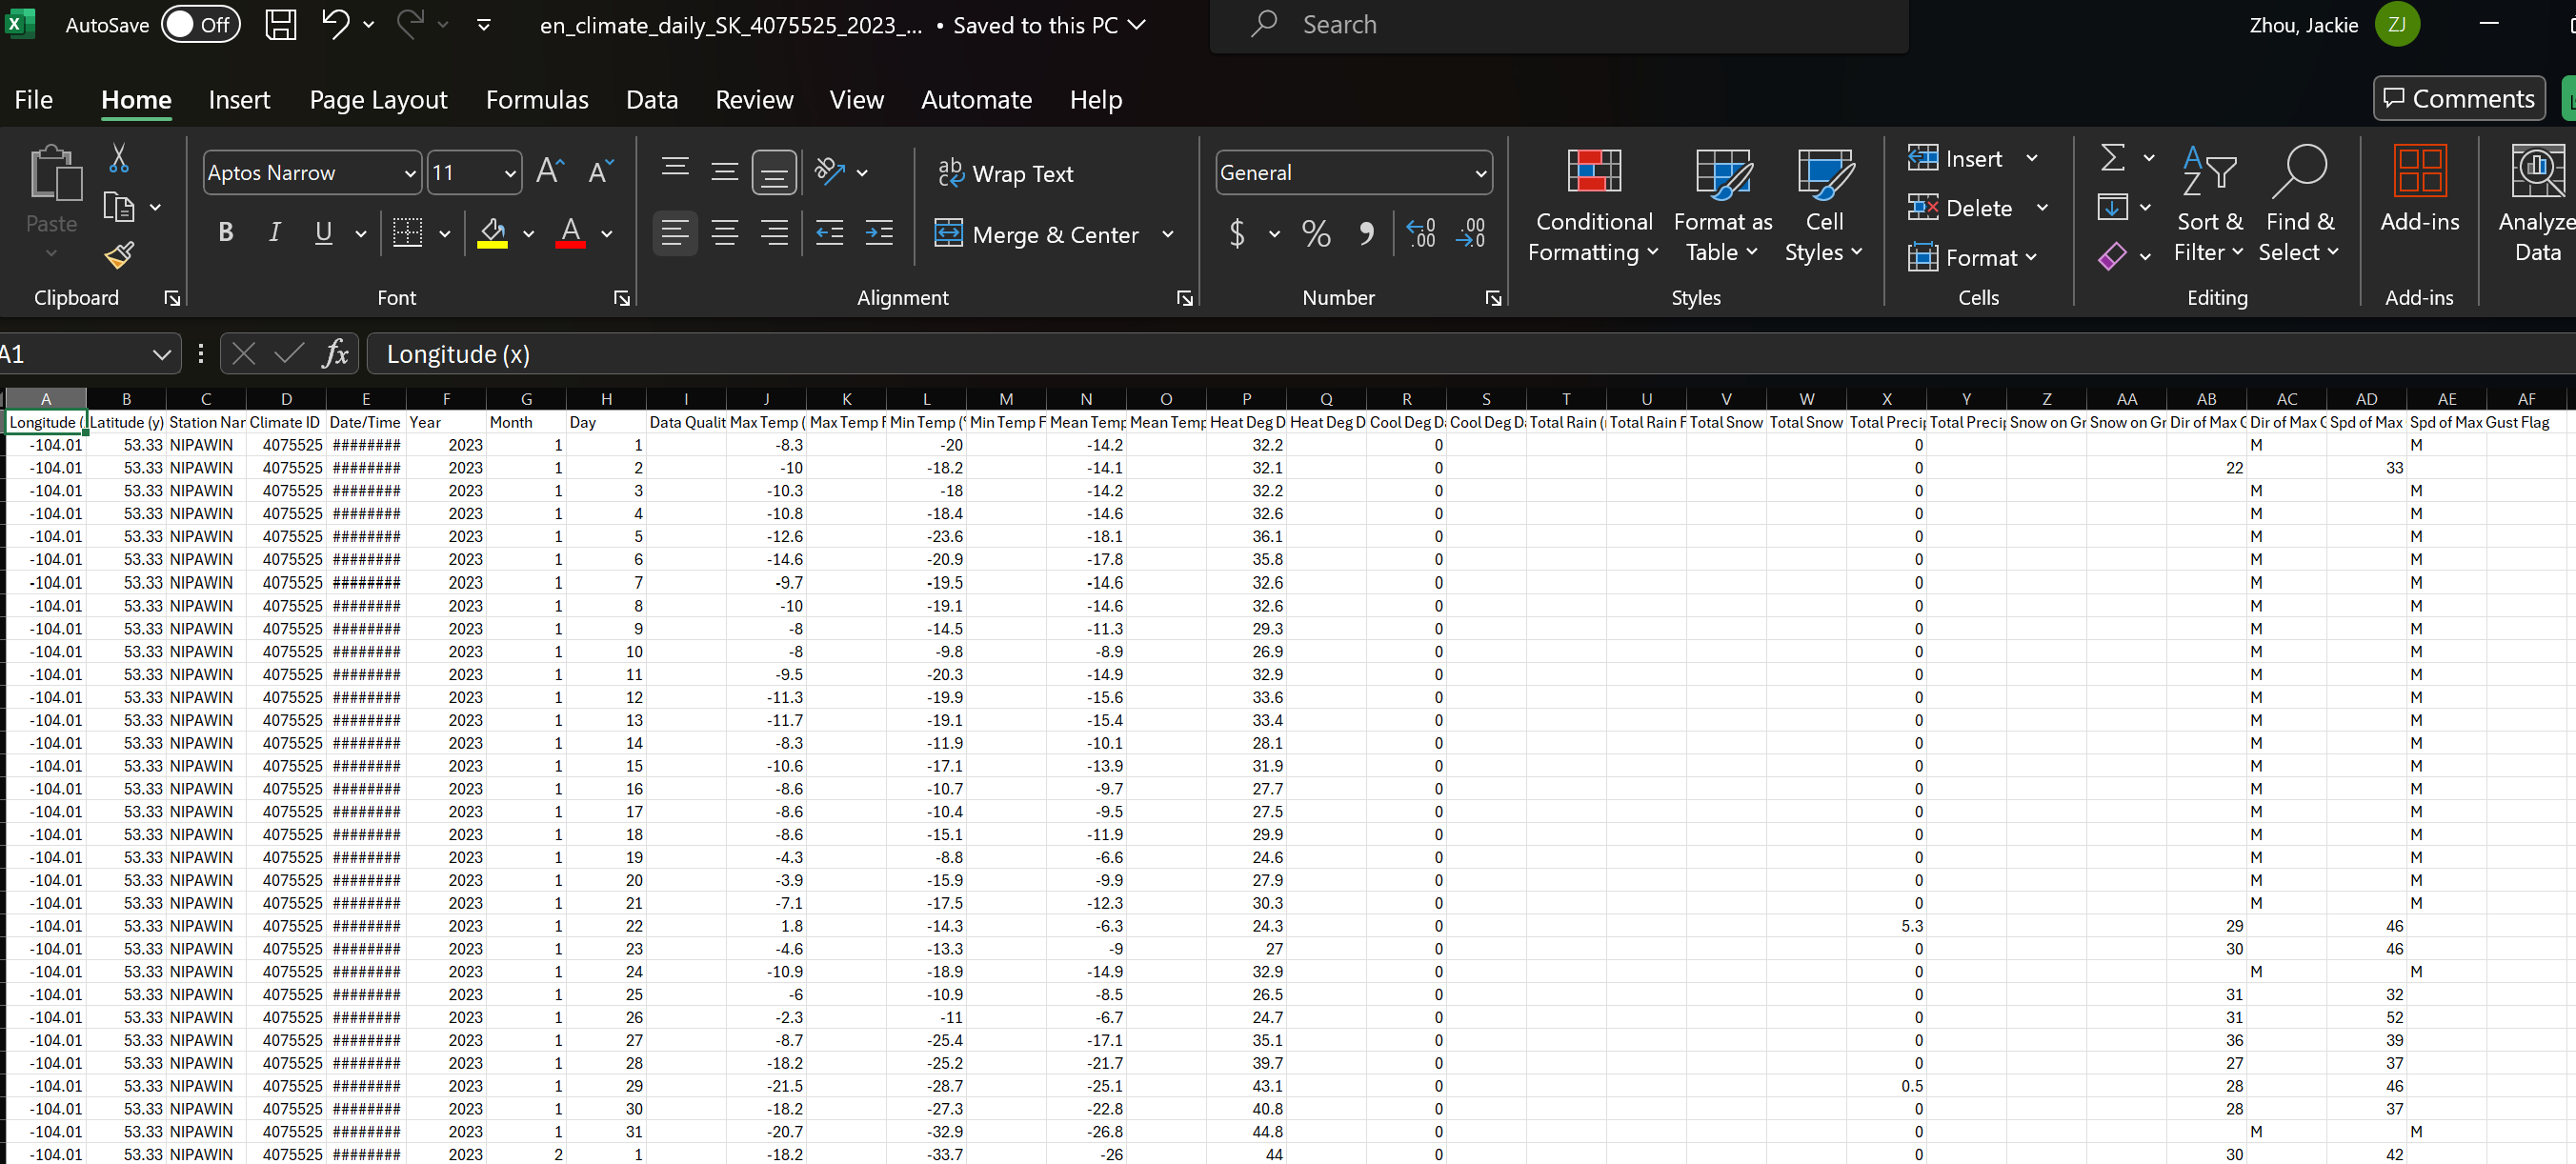 AutoSave Off en_climate_daily_SK_4075525_2023_... • Saved to this PC Search Zhou, Jackie ZJ
File Home Insert Page Layout Formulas Data Review View Automate Help Comments
Paste Aptos Narrow 11 Wrap Text General Conditional Formatting Format as Table Cell Styles Insert Sort & Filter Find & Select Add-ins Analyze Data
B I U Merge & Center $ % Delete
Format
Clipboard Font Alignment Number Styles Cells Editing Add-ins
A1 fx Longitude (x)
A B C D E F G H I J K L M N O P Q R S T U V W X Y Z AA AB AC AD AE AF
Longitude ( Latitude (y) Station Nar Climate ID Date/Time Year Month Day Data Qualit Max Temp ( Max Temp F Min Temp (° Min Temp F Mean Temp Mean Temp Heat Deg D Heat Deg D Cool Deg D Cool Deg D Total Rain ( Total Rain F Total Snow Total Snow Total Precip Total Precip Snow on Gr Snow on Gr Dir of Max G Dir of Max G Spd of Max Spd of Max Gust Flag
-104.01 53.33 NIPAWIN 4075525 ######## 2023 1 1 -8.3 -20 -14.2 32.2 0 0 M M
-104.01 53.33 NIPAWIN 4075525 ######## 2023 1 2 -10 -18.2 -14.1 32.1 0 0 22 33
-104.01 53.33 NIPAWIN 4075525 ######## 2023 1 3 -10.3 -18 -14.2 32.2 0 0 M M
-104.01 53.33 NIPAWIN 4075525 ######## 2023 1 4 -10.8 -18.4 -14.6 32.6 0 0 M M
-104.01 53.33 NIPAWIN 4075525 ######## 2023 1 5 -12.6 -23.6 -18.1 36.1 0 0 M M
-104.01 53.33 NIPAWIN 4075525 ######## 2023 1 6 -14.6 -20.9 -17.8 35.8 0 0 M M
-104.01 53.33 NIPAWIN 4075525 ######## 2023 1 7 -9.7 -19.5 -14.6 32.6 0 0 M M
-104.01 53.33 NIPAWIN 4075525 ######## 2023 1 8 -10 -19.1 -14.6 32.6 0 0 M M
-104.01 53.33 NIPAWIN 4075525 ######## 2023 1 9 -8 -14.5 -11.3 29.3 0 0 M M
-104.01 53.33 NIPAWIN 4075525 ######## 2023 1 10 -8 -9.8 -8.9 26.9 0 0 M M
-104.01 53.33 NIPAWIN 4075525 ######## 2023 1 11 -9.5 -20.3 -14.9 32.9 0 0 M M
-104.01 53.33 NIPAWIN 4075525 ######## 2023 1 12 -11.3 -19.9 -15.6 33.6 0 0 M M
-104.01 53.33 NIPAWIN 4075525 ######## 2023 1 13 -11.7 -19.1 -15.4 33.4 0 0 M M
-104.01 53.33 NIPAWIN 4075525 ######## 2023 1 14 -8.3 -11.9 -10.1 28.1 0 0 M M
-104.01 53.33 NIPAWIN 4075525 ######## 2023 1 15 -10.6 -17.1 -13.9 31.9 0 0 M M
-104.01 53.33 NIPAWIN 4075525 ######## 2023 1 16 -8.6 -10.7 -9.7 27.7 0 0 M M
-104.01 53.33 NIPAWIN 4075525 ######## 2023 1 17 -8.6 -10.4 -9.5 27.5 0 0 M M
-104.01 53.33 NIPAWIN 4075525 ######## 2023 1 18 -8.6 -15.1 -11.9 29.9 0 0 M M
-104.01 53.33 NIPAWIN 4075525 ######## 2023 1 19 -4.3 -8.8 -6.6 24.6 0 0 M M
-104.01 53.33 NIPAWIN 4075525 ######## 2023 1 20 -3.9 -15.9 -9.9 27.9 0 0 M M
-104.01 53.33 NIPAWIN 4075525 ######## 2023 1 21 -7.1 -17.5 -12.3 30.3 0 0 M M
-104.01 53.33 NIPAWIN 4075525 ######## 2023 1 22 1.8 -14.3 -6.3 24.3 0 5.3 29 46
-104.01 53.33 NIPAWIN 4075525 ######## 2023 1 23 -4.6 -13.3 -9 27 0 0 30 46
-104.01 53.33 NIPAWIN 4075525 ######## 2023 1 24 -10.9 -18.9 -14.9 32.9 0 0 M M
-104.01 53.33 NIPAWIN 4075525 ######## 2023 1 25 -6 -10.9 -8.5 26.5 0 0 31 32
-104.01 53.33 NIPAWIN 4075525 ######## 2023 1 26 -2.3 -11 -6.7 24.7 0 0 31 52
-104.01 53.33 NIPAWIN 4075525 ######## 2023 1 27 -8.7 -25.4 -17.1 35.1 0 0 36 39
-104.01 53.33 NIPAWIN 4075525 ######## 2023 1 28 -18.2 -25.2 -21.7 39.7 0 0 27 37
-104.01 53.33 NIPAWIN 4075525 ######## 2023 1 29 -21.5 -28.7 -25.1 43.1 0 0.5 28 46
-104.01 53.33 NIPAWIN 4075525 ######## 2023 1 30 -18.2 -27.3 -22.8 40.8 0 0 28 37
-104.01 53.33 NIPAWIN 4075525 ######## 2023 1 31 -20.7 -32.9 -26.8 44.8 0 0 M M
-104.01 53.33 NIPAWIN 4075525 ######## 2023 2 1 -18.2 -33.7 -26 44 0 0 30 42